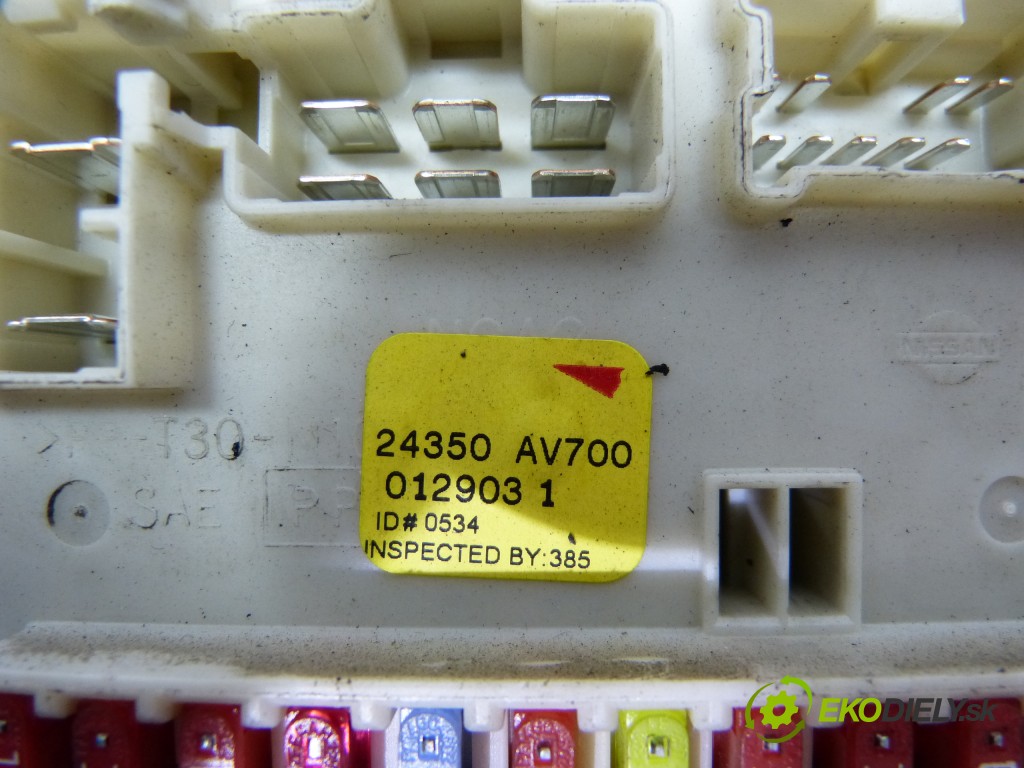 NISSAN
24350 AV700
012903 1
ID# 0534
INSPECTED BY:385
SAE
EKODIELY.sk